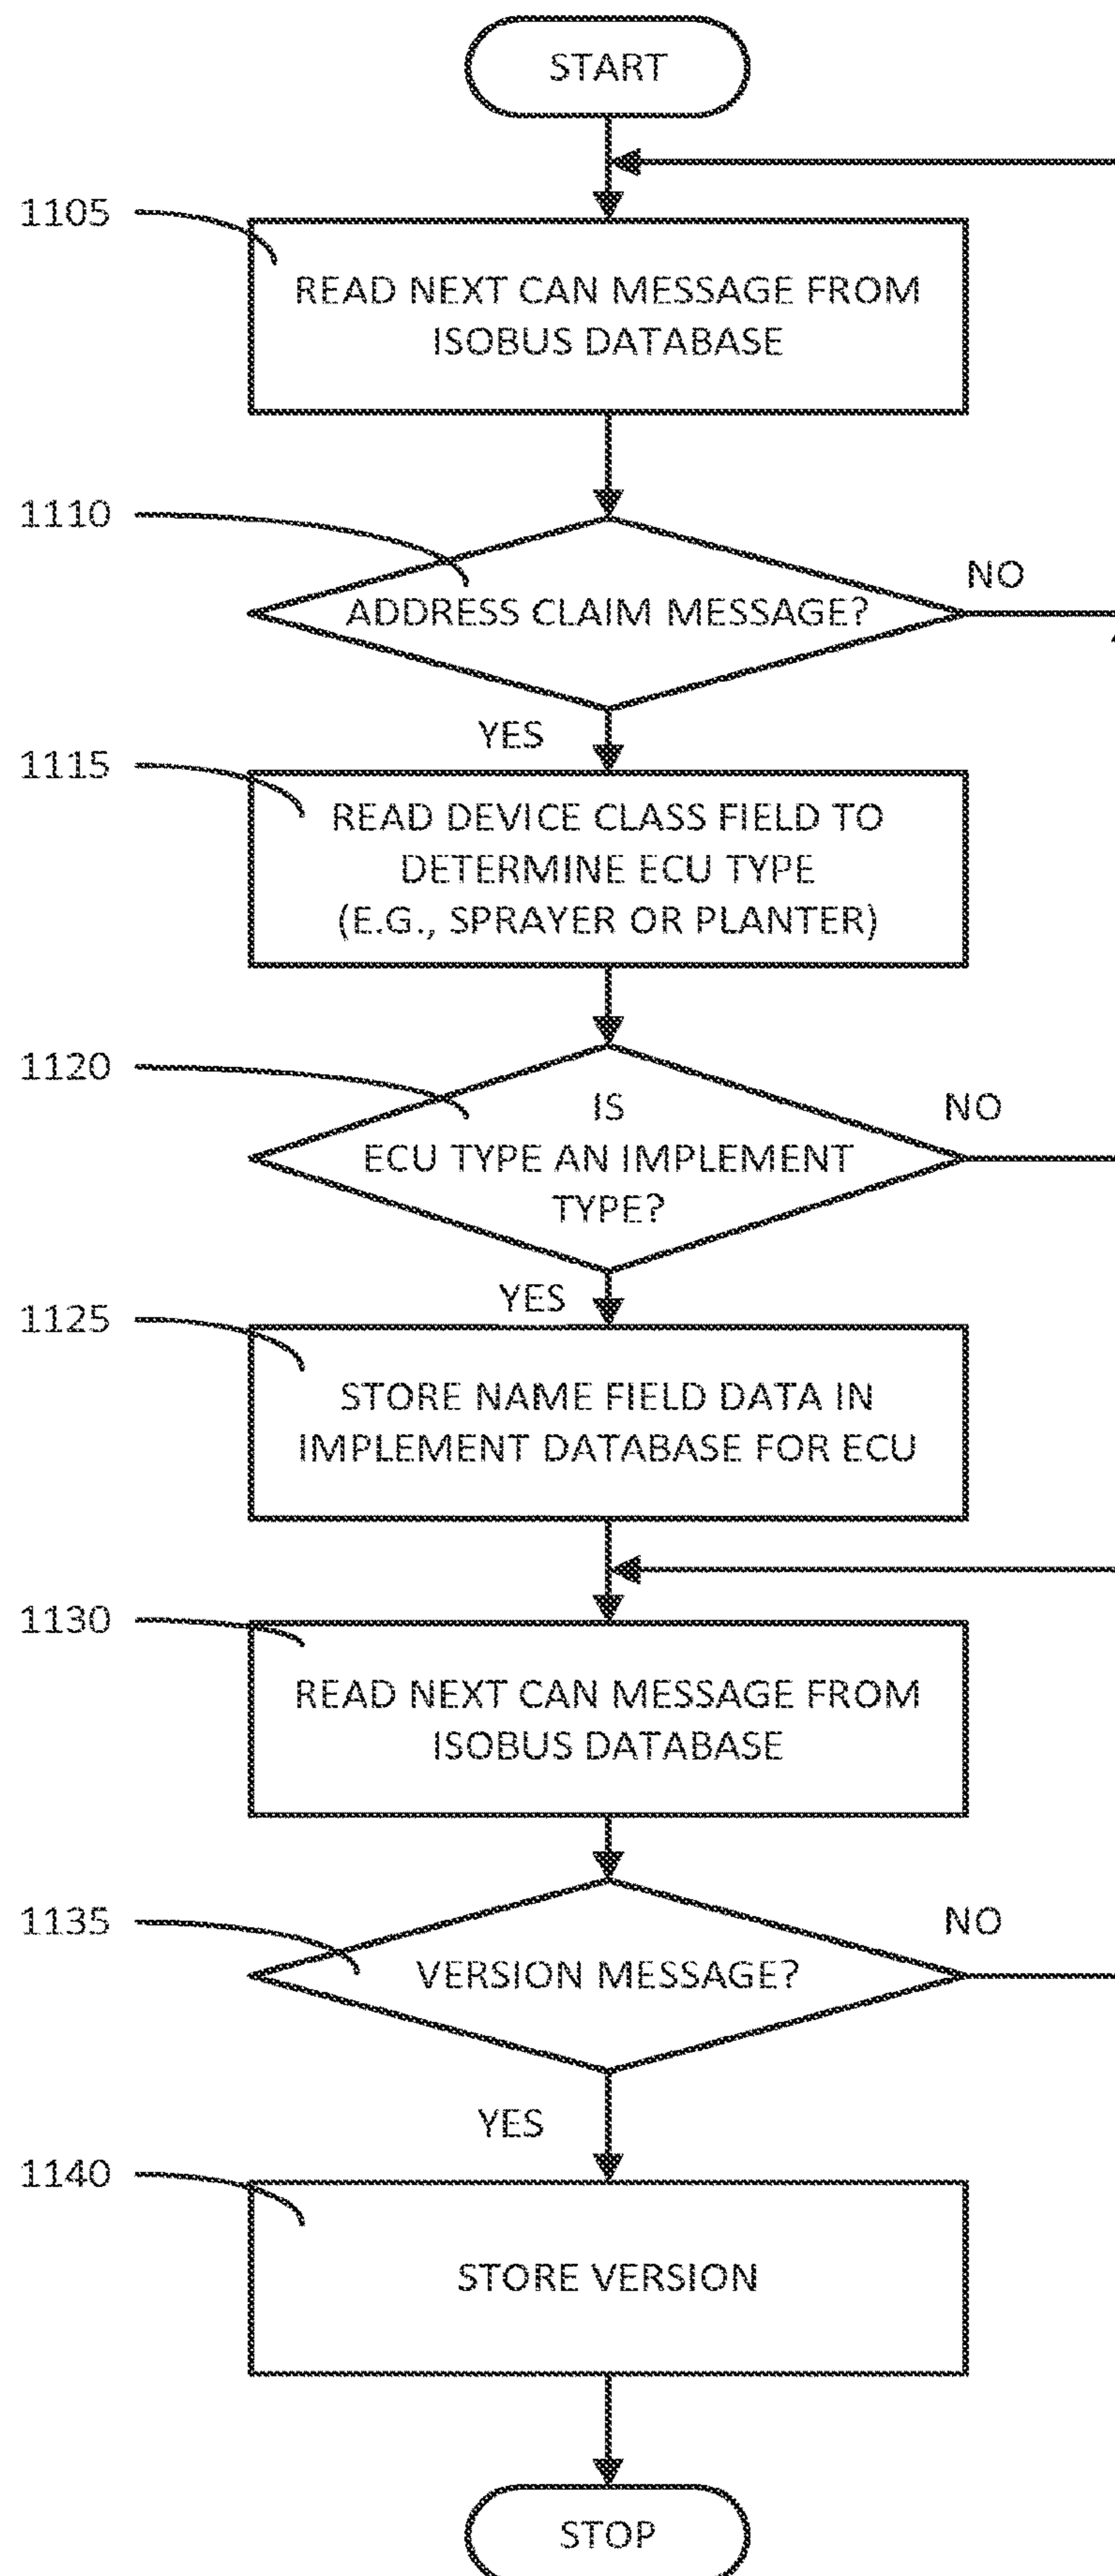 START
1105
READ NEXT CAN MESSAGE FROM
ISOBUS DATABASE
1110
NO
ADDRESS CLAIM MESSAGE?
YES
1115
READ DEVICE CLASS FIELD TO
DETERMINE ECU TYPE
(E.G., SPRAYER OR PLANTER)
1120
IS
NO
ECU TYPE AN IMPLEMENT
TYPE?
YES
1125
STORE NAME FIELD DATA IN
IMPLEMENT DATABASE FOR ECU
1130
READ NEXT CAN MESSAGE FROM
ISOBUS DATABASE
1135
NO
VERSION MESSAGE?
YES
1140
STORE VERSION
STOP